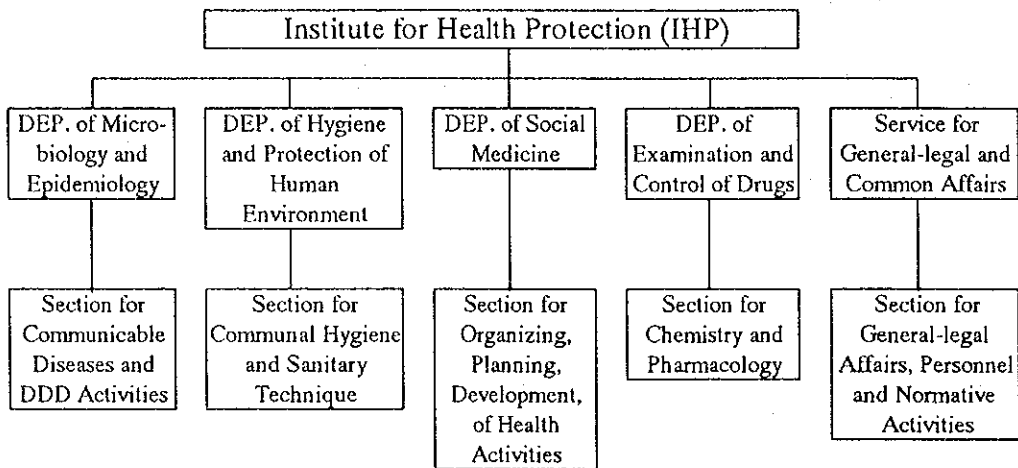 Institute for Health Protection (IHP)
DEP. of Micro-
biology and
Epidemiology
DEP. of Hygiene
and Protection of
Human
Environment
DEP. of Social
Medicine
DEP. of
Examination and
Control of Drugs
Service for
General-legal and
Common Affairs
Section for
Communicable
Diseases and
DDD Activities
Section for
Communal Hygiene
and Sanitary
Technique
Section for
Organizing,
Planning,
Development,
of Health
Activities
Section for
Chemistry and
Pharmacology
Section for
General-legal
Affairs, Personnel
and Normative
Activities